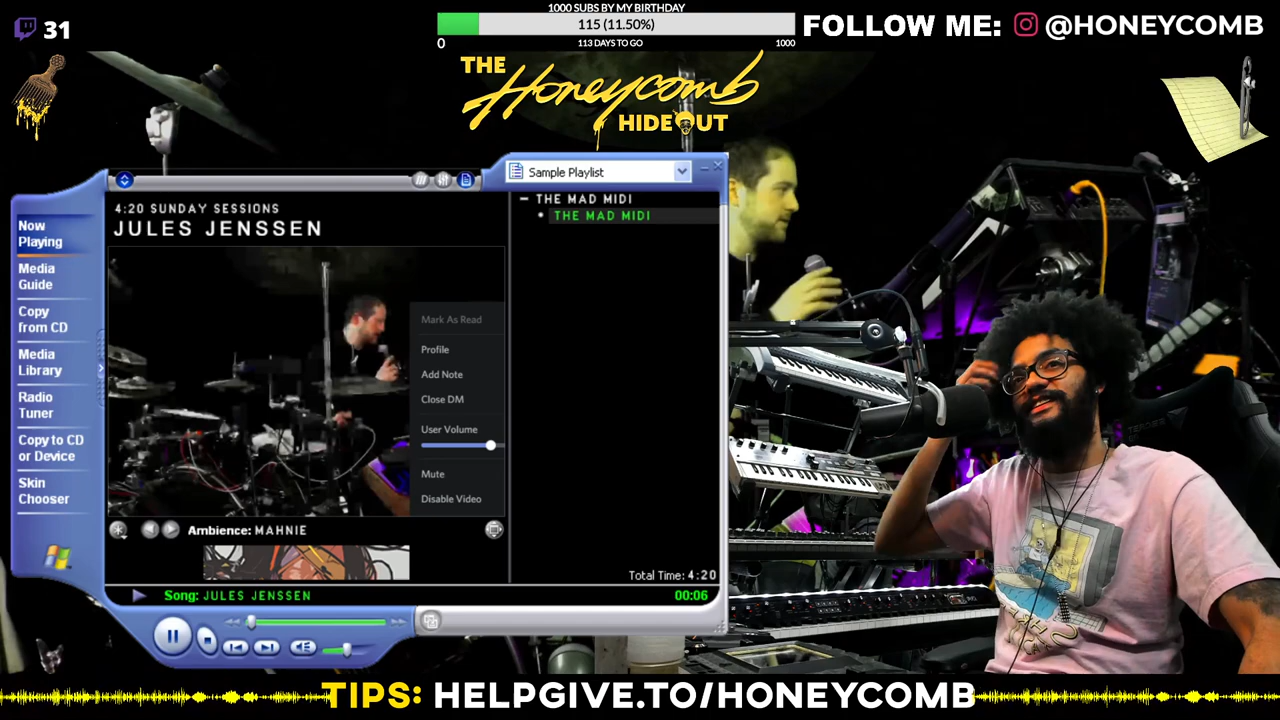 31
1000 SUBS BY MY BIRTHDAY
115 (11.50%)
0
113 DAYS TO GO
1000
FOLLOW ME: @HONEYCOMB
THE
Honeycomb
HIDEOUT
Sample Playlist
Now
Playing
Media
Guide
Copy
from CD
Media
Library
Radio
Tuner
Copy to CD
or Device
Skin
Chooser
4:20 SUNDAY SESSIONS
JULES JENSSEN
THE MAD MIDI
THE MAD MIDI
Mark As Read
Profile
Add Note
Close DM
User Volume
Mute
Disable Video
Ambience: MAHNIE
Total Time: 4:20
Song: JULES JENSSEN
00:06
TIPS: HELPGIVE.TO/HONEYCOMB